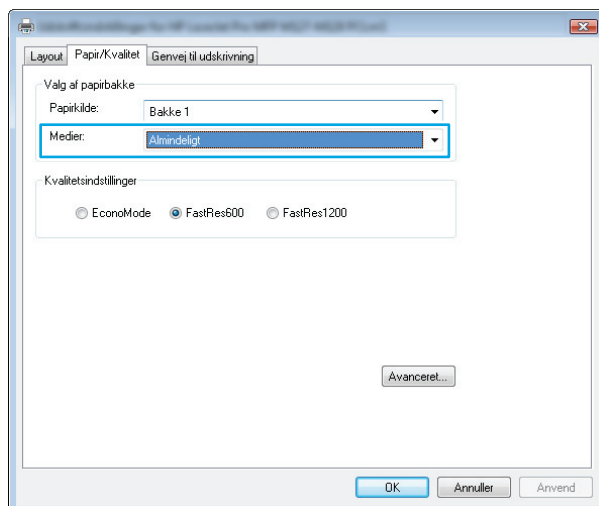 Layout Papir/Kvalitet Genvej til udskrivning
Valg af papirbakke
Papirkilde: Bakke 1
Medier: Almindeligt
Kvalitetsindstillinger
EconoMode FastRes600 FastRes1200
Avanceret...
OK Annuller Anvend